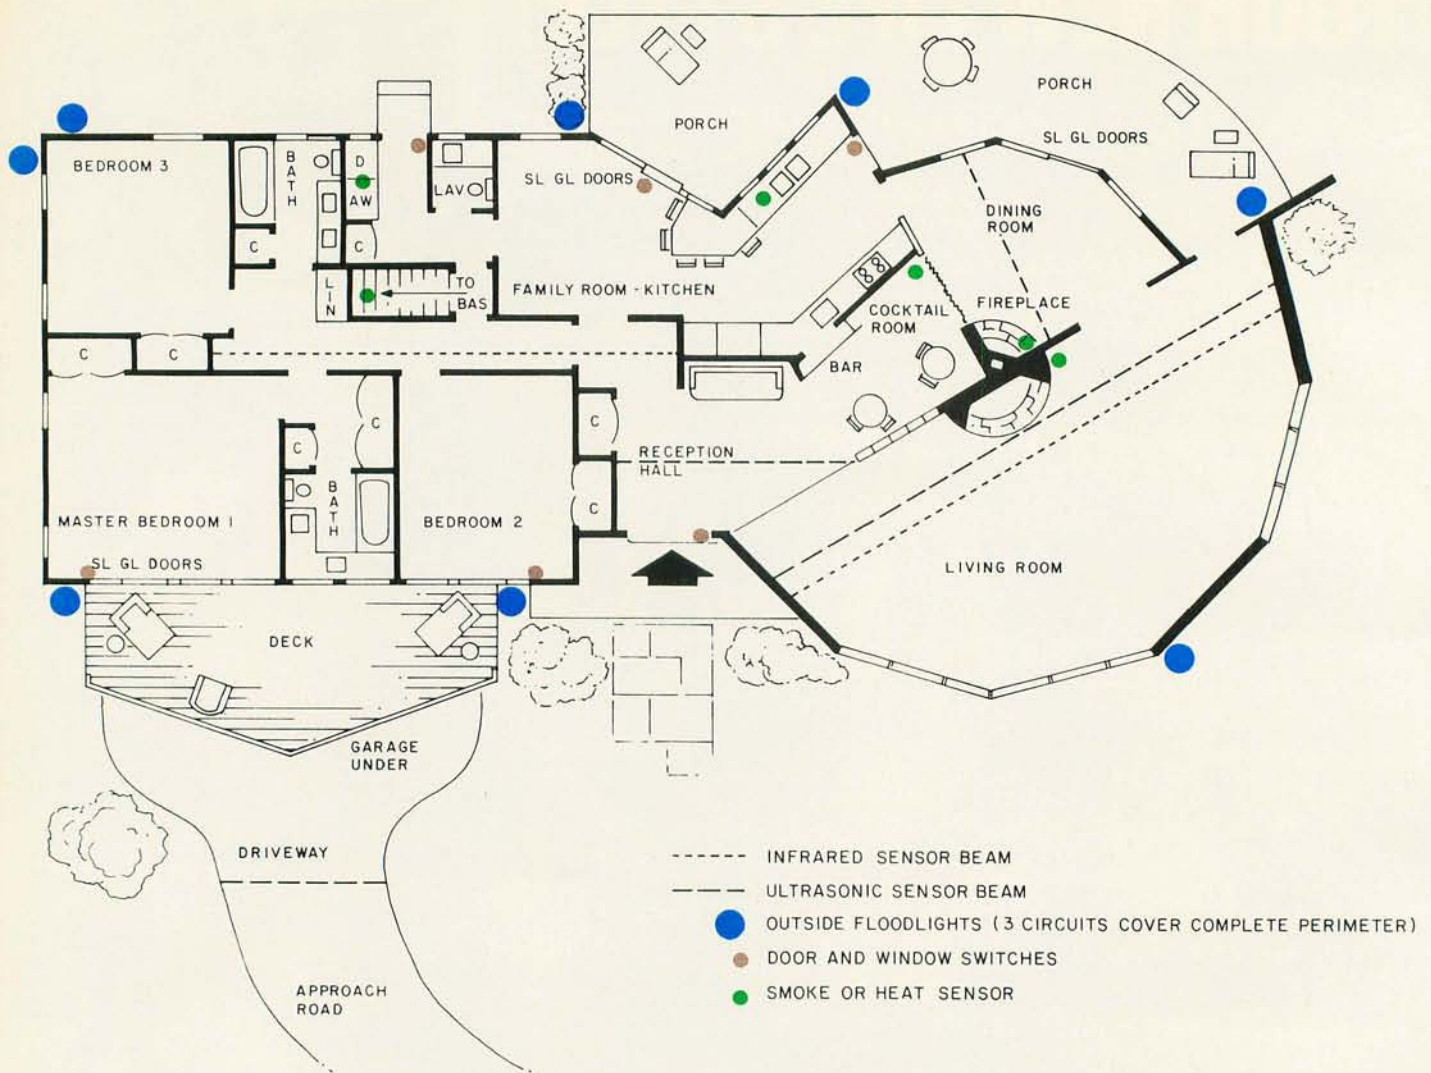 PORCH
PORCH
SL GL DOORS
BEDROOM 3
BATH
D
AW
LAV
SL GL DOORS
C
C
DINING
ROOM
LIN
TO
BAS
FAMILY ROOM - KITCHEN
COCKTAIL
ROOM
FIREPLACE
C
C
BAR
C
C
C
RECEPTION
HALL
BATH
C
MASTER BEDROOM 1
BEDROOM 2
SL GL DOORS
LIVING ROOM
DECK
GARAGE
UNDER
DRIVEWAY
APPROACH
ROAD
INFRARED SENSOR BEAM
ULTRASONIC SENSOR BEAM
OUTSIDE FLOODLIGHTS (3 CIRCUITS COVER COMPLETE PERIMETER)
DOOR AND WINDOW SWITCHES
SMOKE OR HEAT SENSOR